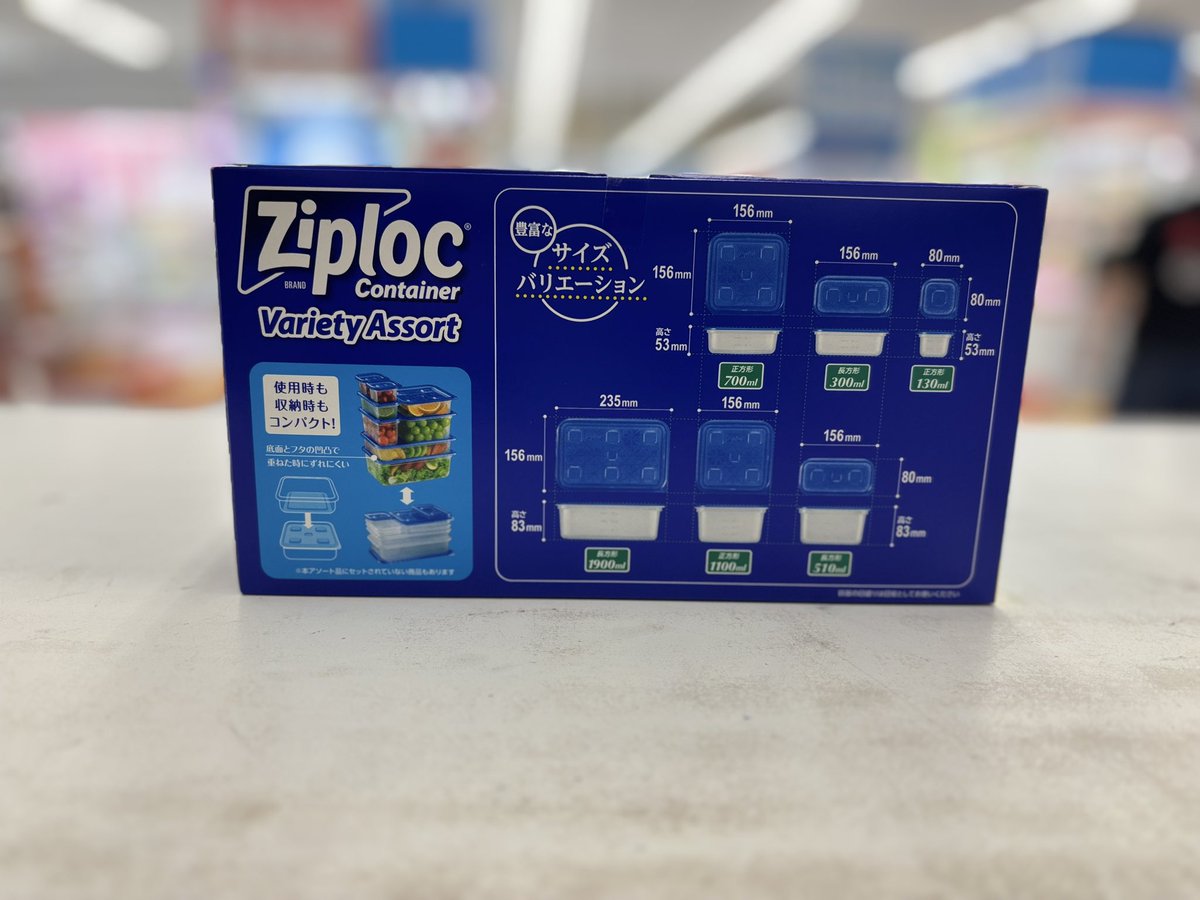 Ziploc®
BRAND
Container
Variety Assort
使用時も
収納時も
コンパクト!
底面とフタの凹凸で
重ねた時にずれにくい
※本アソート品にセットされていない商品もあります
豊富な
サイズ
バリエーション
156mm
156mm
高さ
53mm
正方形
700ml
156mm
長方形
300ml
80mm
80mm
高さ
53mm
正方形
130ml
235mm
156mm
高さ
83mm
長方形
1900ml
156mm
正方形
1100ml
156mm
80mm
高さ
83mm
長方形
510ml